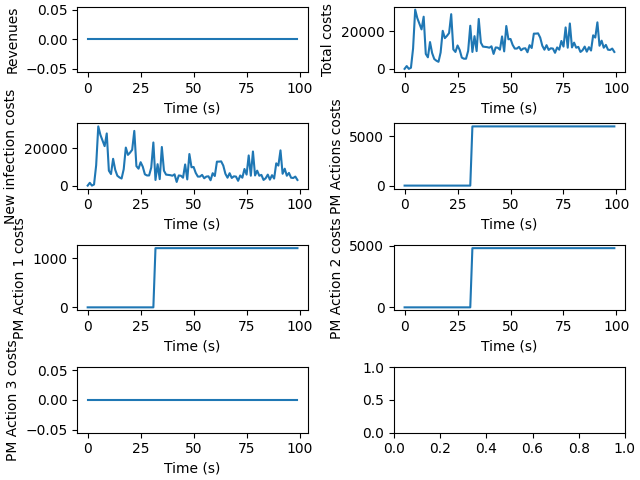 Revenues
0.05
0.00
−0.05
0 25 50 75 100
Time (s)
Total costs
20000
0
0 25 50 75 100
Time (s)
New infection costs
20000
0
0 25 50 75 100
Time (s)
PM Actions costs
5000
0
0 25 50 75 100
Time (s)
PM Action 1 costs
1000
0
0 25 50 75 100
Time (s)
PM Action 2 costs
5000
0
0 25 50 75 100
Time (s)
PM Action 3 costs
0.05
0.00
−0.05
0 25 50 75 100
Time (s)
1.0
0.5
0.0
0.0 0.2 0.4 0.6 0.8 1.0